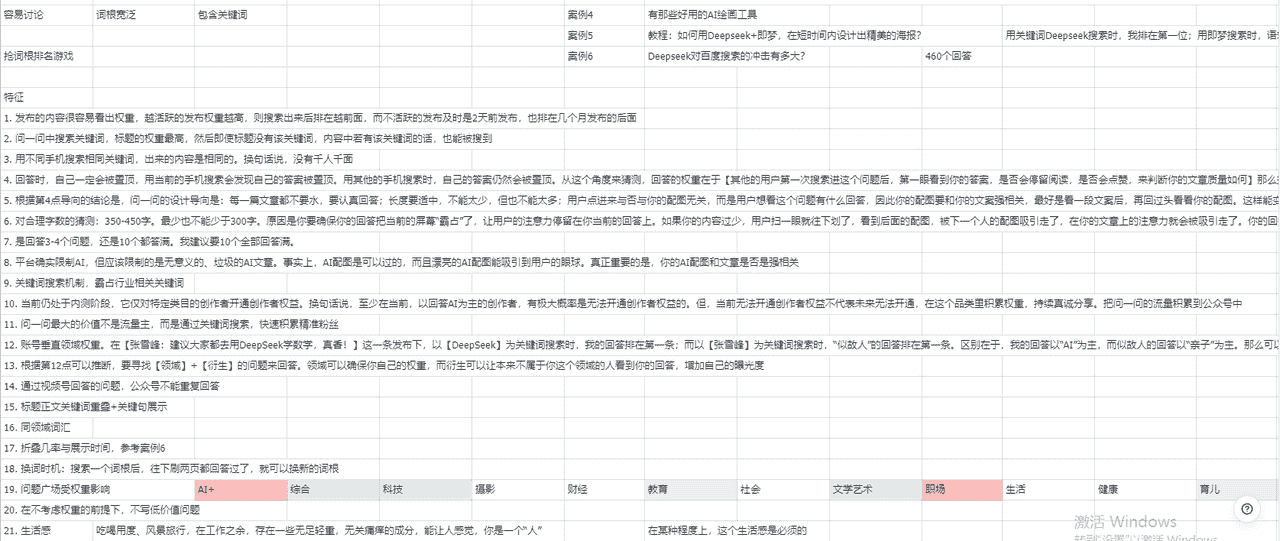 容易讨论 词根宽泛 包含关键词 案例4 有那些好用的AI绘画工具
案例5 教程：如何用Deepseek+即梦，在短时间内设计出精美的海报？ 用关键词Deepseek搜索时，我排在第一位；用即梦搜索时，语
抢词根排名游戏 案例6 Deepseek对百度搜索的冲击有多大？ 460个回答
特征
1. 发布的内容很容易看出权重，越活跃的发布权重越高，则搜索出来后排在越前面，而不活跃的发布及时是2天前发布，也排在几个月发布的后面
2. 问一问中搜索关键词，标题的权重最高，然后即使标题没有该关键词，内容中若有该关键词的话，也能被搜到
3. 用不同手机搜索相同关键词，出来的内容是相同的。换句话说，没有千人千面
4. 回答时，自己一定会被置顶，用当前的手机搜索会发现自己的答案被置顶。用其他的手机搜索时，自己的答案仍然会被置顶。从这个角度来猜测，回答的权重在于【其他的用户第一次搜索进这个问题后，第一眼看到你的答案，是否会停留阅读，是否会点赞，来判断你的文章质量如何】那么
5. 根据第4点导向的结论是，问一问的设计导向是：每一篇文章都不要水，要认真回答；长度要适中，不能太少，但也不能太多；用户点进来与否与你的配图无关，而是用户想看这个问题有什么回答，因此你的配图要和你的文案强相关，最好是看一段文案后，再回过头看看你的配图。这样能支
6. 对合理字数的猜测：350-450字。最少也不能少于300字。原因是你要确保你的回答把当前的屏幕“霸占”了，让用户的注意力停留在你当前的回答上。如果你的内容过少，用户扫一眼就往下划了，看到后面的配图，被下一个人的配图吸引走了，在你的文章上的注意力就会被吸引走了。你的回
7. 是回答3-4个问题，还是10个都答满。我建议要10个全部回答满。
8. 平台确实限制AI，但应该限制的是无意义的、垃圾的AI文章。事实上，AI配图是可以过的，而且漂亮的AI配图能吸引到用户的眼球。真正重要的是，你的AI配图和文章是否是强相关
9. 关键词搜索机制，霸占行业相关关键词
10. 当前仍处于内测阶段，它仅对特定类目的创作者开通创作者权益。换句话说，至少在当前，以回答AI为主的创作者，有极大概率是无法开通创作者权益的。但，当前无法开通创作者权益不代表未来无法开通，在这个品类里积累权重，持续真诚分享。把问一问的流量积累到公众号中
11. 问一问最大的价值不是流量主，而是通过关键词搜索，快速积累精准粉丝
12. 账号垂直领域权重。在【张雪峰：建议大家都去用DeepSeek学数学，真香！】这一条发布下，以【DeepSeek】为关键词搜索时，我的回答排在第一条；而以【张雪峰】为关键词搜索时，“似故人”的回答排在第一条。区别在于，我的回答以“AI”为主，而似故人的回答以“亲子”为主。那么可以
13. 根据第12点可以推断，要寻找【领域】+【衍生】的问题来回答。领域可以确保你自己的权重，而衍生可以让本来不属于你这个领域的人看到你的回答，增加自己的曝光度
14. 通过视频号回答的问题，公众号不能重复回答
15. 标题正文关键词重叠+关键句展示
16. 同领域词汇
17. 折叠几率与展示时间，参考案例6
18. 换词时机：搜索一个词根后，往下刷两页都回答过了，就可以换新的词根
19. 问题广场受权重影响 AI+ 综合 科技 摄影 财经 教育 社会 文学艺术 职场 生活 健康 育儿
20. 在不考虑权重的前提下，不写低价值问题
21. 生活感 吃喝用度、风景旅行，在工作之余，存在一些无足轻重，无关痛痒的部分，能让人感觉，你是一个“人” 在某种程度上，这个生活感是必须的
激活 Windows
转到“设置”以激活 Windows